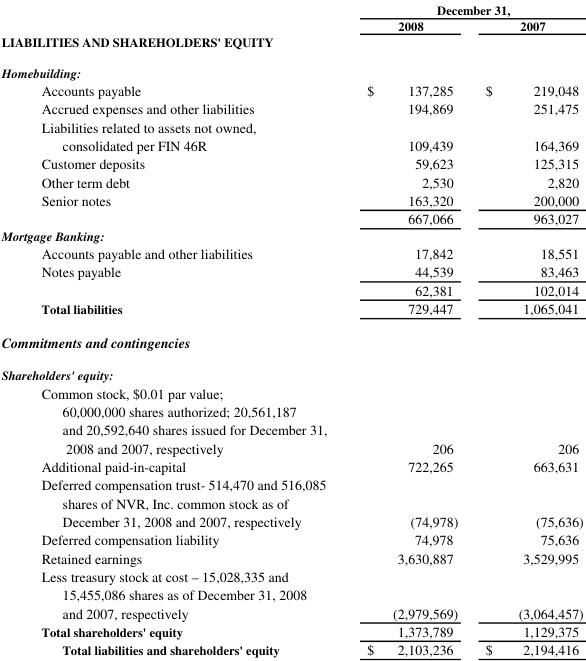 December 31,
2008 2007
LIABILITIES AND SHAREHOLDERS' EQUITY
Homebuilding:
Accounts payable $ 137,285 $ 219,048
Accrued expenses and other liabilities 194,869 251,475
Liabilities related to assets not owned,
consolidated per FIN 46R 109,439 164,369
Customer deposits 59,623 125,315
Other term debt 2,530 2,820
Senior notes 163,320 200,000
667,066 963,027
Mortgage Banking:
Accounts payable and other liabilities 17,842 18,551
Notes payable 44,539 83,463
62,381 102,014
Total liabilities 729,447 1,065,041
Commitments and contingencies
Shareholders' equity:
Common stock, $0.01 par value;
60,000,000 shares authorized; 20,561,187
and 20,592,640 shares issued for December 31,
2008 and 2007, respectively 206 206
Additional paid-in-capital 722,265 663,631
Deferred compensation trust- 514,470 and 516,085
shares of NVR, Inc. common stock as of
December 31, 2008 and 2007, respectively (74,978) (75,636)
Deferred compensation liability 74,978 75,636
Retained earnings 3,630,887 3,529,995
Less treasury stock at cost – 15,028,335 and
15,455,086 shares as of December 31, 2008
and 2007, respectively (2,979,569) (3,064,457)
Total shareholders' equity 1,373,789 1,129,375
Total liabilities and shareholders' equity $ 2,103,236 $ 2,194,416